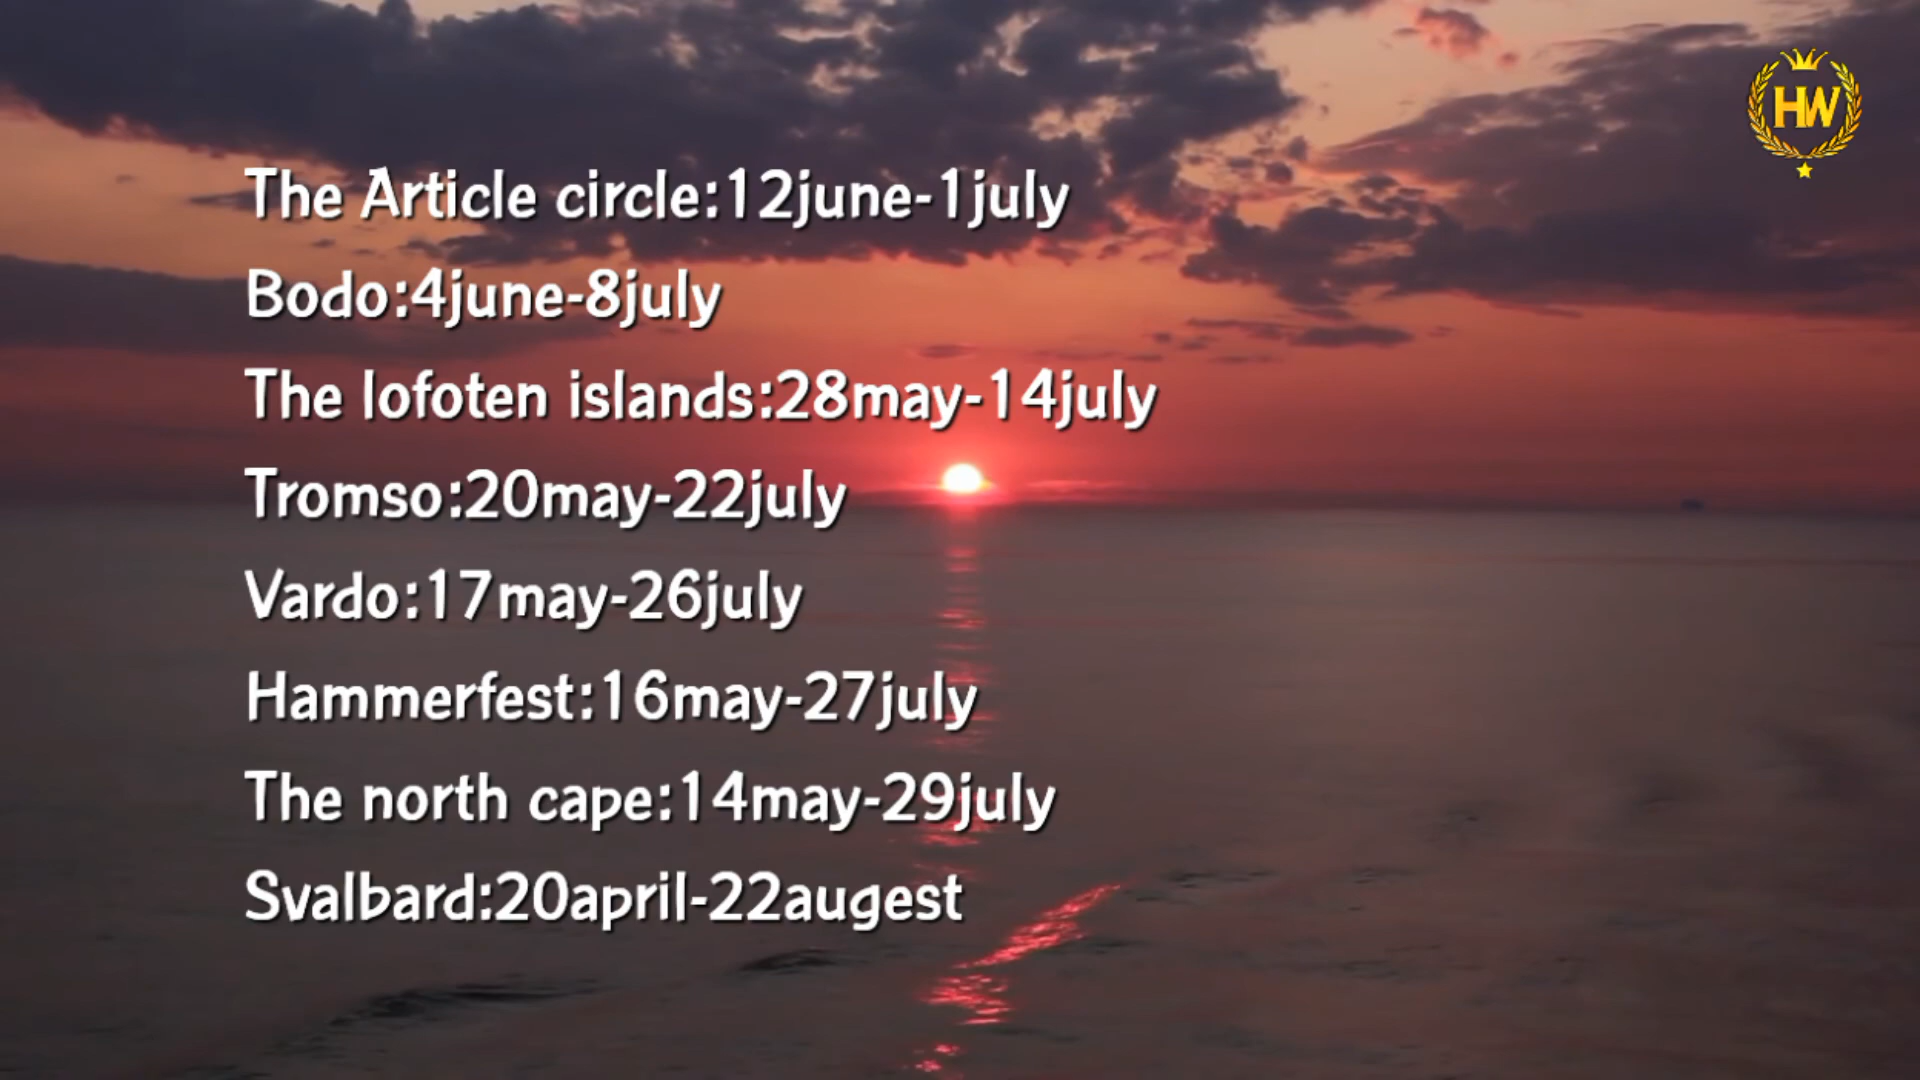 HW
The Article circle:12june-1july
Bodo:4june-8july
The lofoten islands:28may-14july
Tromso:20may-22july
Vardo:17may-26july
Hammerfest:16may-27july
The north cape:14may-29july
Svalbard:20april-22augest